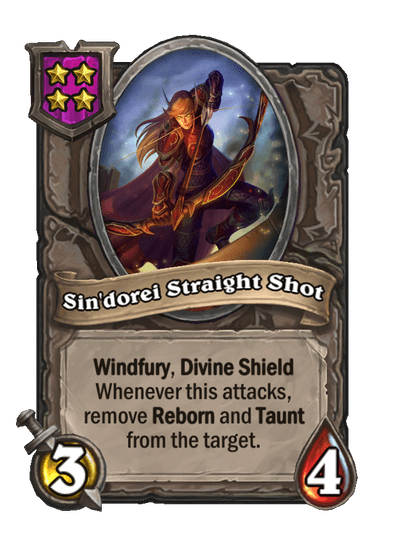 Sin'dorei Straight Shot
Windfury, Divine Shield
Whenever this attacks,
remove Reborn and Taunt
from the target.
3
4